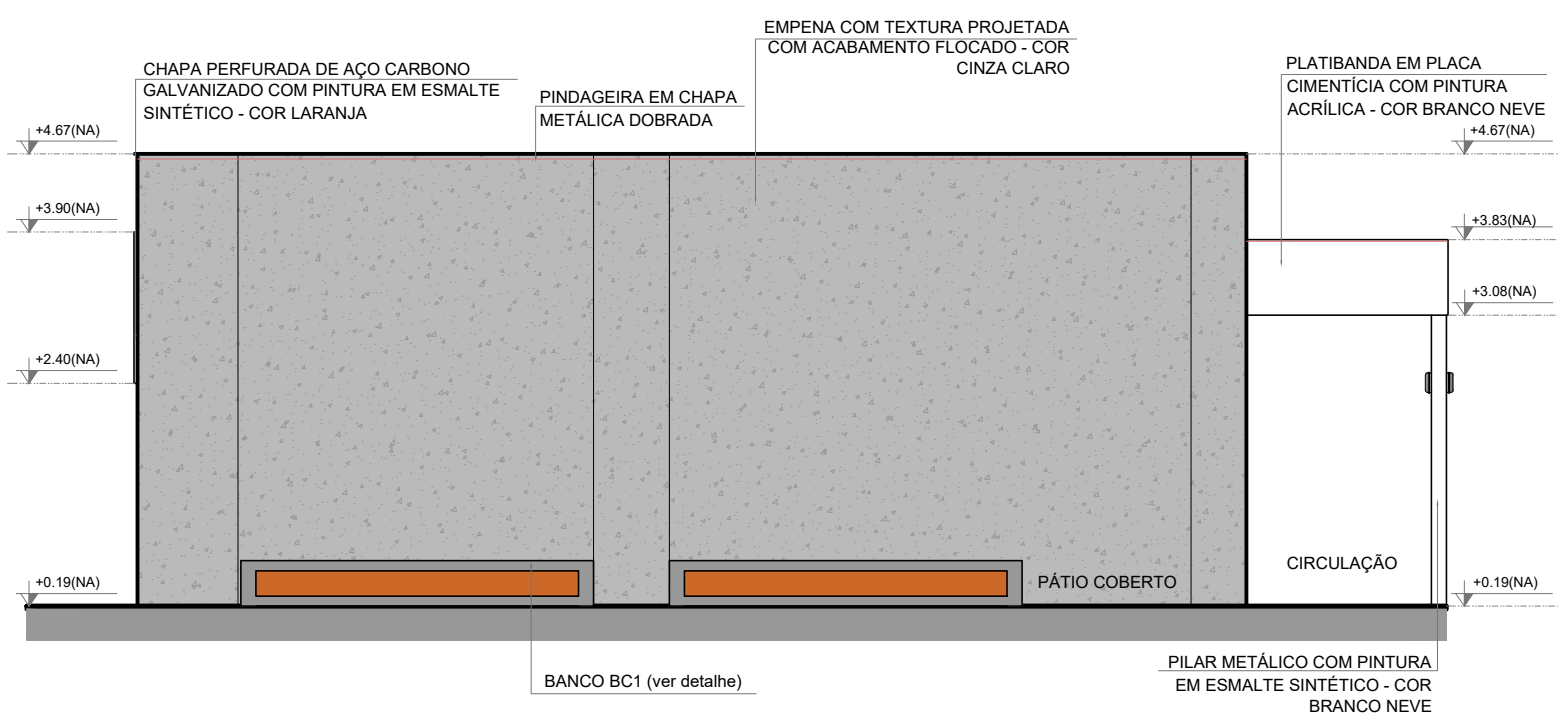 EMPENA COM TEXTURA PROJETADA
COM ACABAMENTO FLOCADO - COR
CINZA CLARO
CHAPA PERFURADA DE AÇO CARBONO
GALVANIZADO COM PINTURA EM ESMALTE
SINTÉTICO - COR LARANJA
PINDAGEIRA EM CHAPA
METÁLICA DOBRADA
PLATIBANDA EM PLACA
CIMENTÍCIA COM PINTURA
ACRÍLICA - COR BRANCO NEVE
+4.67(NA)
+4.67(NA)
+3.90(NA)
+3.83(NA)
+3.08(NA)
+2.40(NA)
CIRCULAÇÃO
PÁTIO COBERTO
+0.19(NA)
+0.19(NA)
BANCO BC1 (ver detalhe)
PILAR METÁLICO COM PINTURA
EM ESMALTE SINTÉTICO - COR
BRANCO NEVE